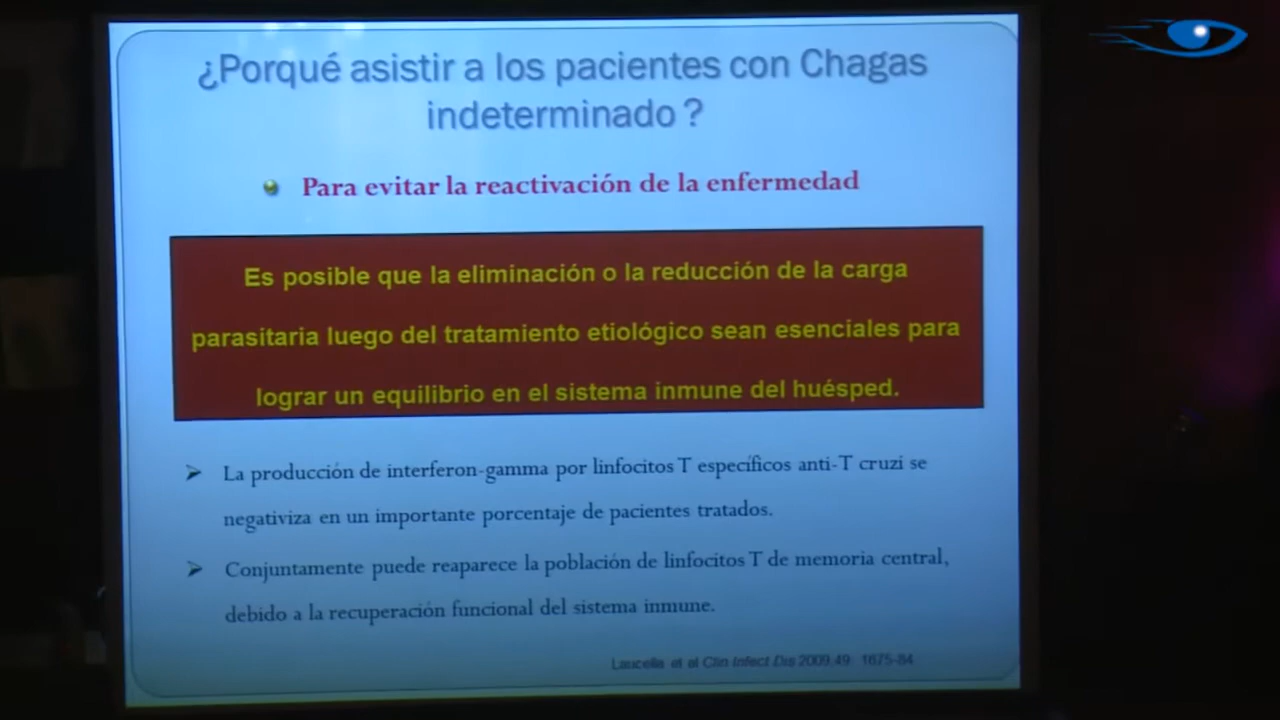 ¿Porqué asistir a los pacientes con Chagas
indeterminado ?
Para evitar la reactivación de la enfermedad
Es posible que la eliminación o la reducción de la carga
parasitaria luego del tratamiento etiológico sean esenciales para
lograr un equilibrio en el sistema inmune del huésped.
La producción de interferon-gamma por linfocitos T específicos anti-T cruzi se
negativiza en un importante porcentaje de pacientes tratados.
Conjuntamente puede reaparece la población de linfocitos T de memoria central,
debido a la recuperación funcional del sistema inmune.
et al Clin Infect Dis 2009:49: 1675-84